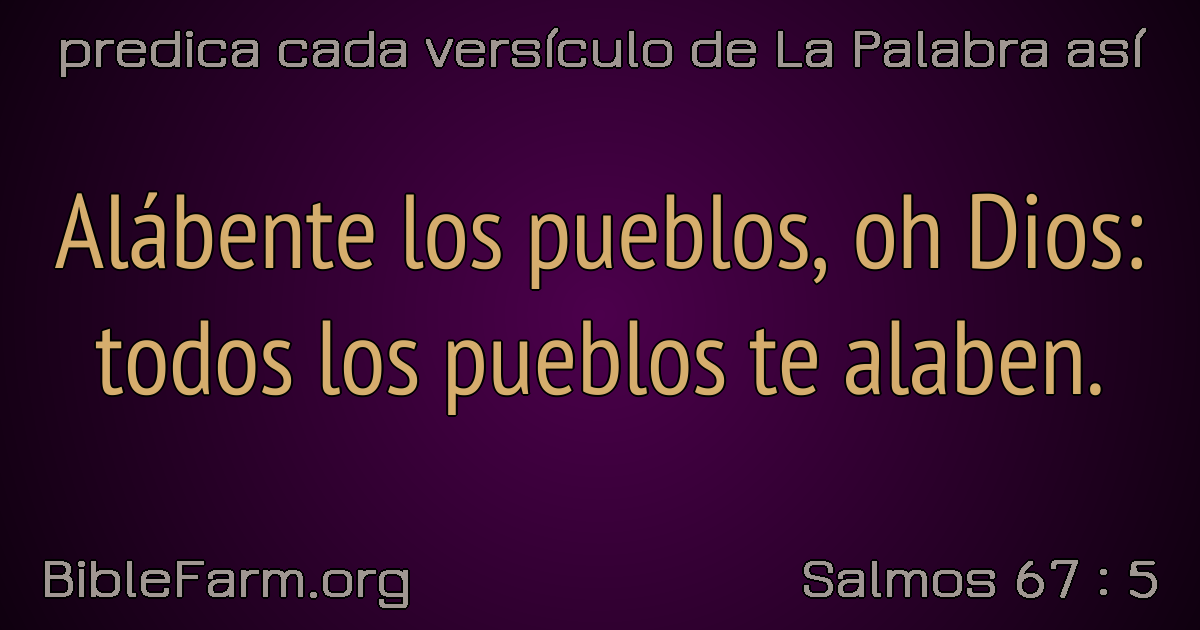 predica cada versículo de La Palabra así
Alábente los pueblos, oh Dios:
todos los pueblos te alaben.
BibleFarm.org
Salmos 67 : 5